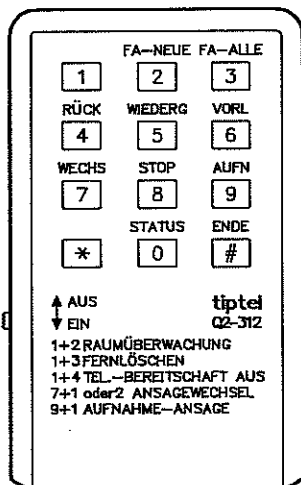 FA-NEUE FA-ALLE
1 2 3
RÜCK WIEDERG VORL
4 5 6
WECHS STOP AUFN
7 8 9
STATUS ENDE
* 0 #
AUS tiptel
EIN Q2-312
1+2 RAUMÜBERWACHUNG
1+3 FERNLÖSCHEN
1+4 TEL.-BEREITSCHAFT AUS
7+1 oder2 ANSAGEWECHSEL
9+1 AUFNAHME-ANSAGE